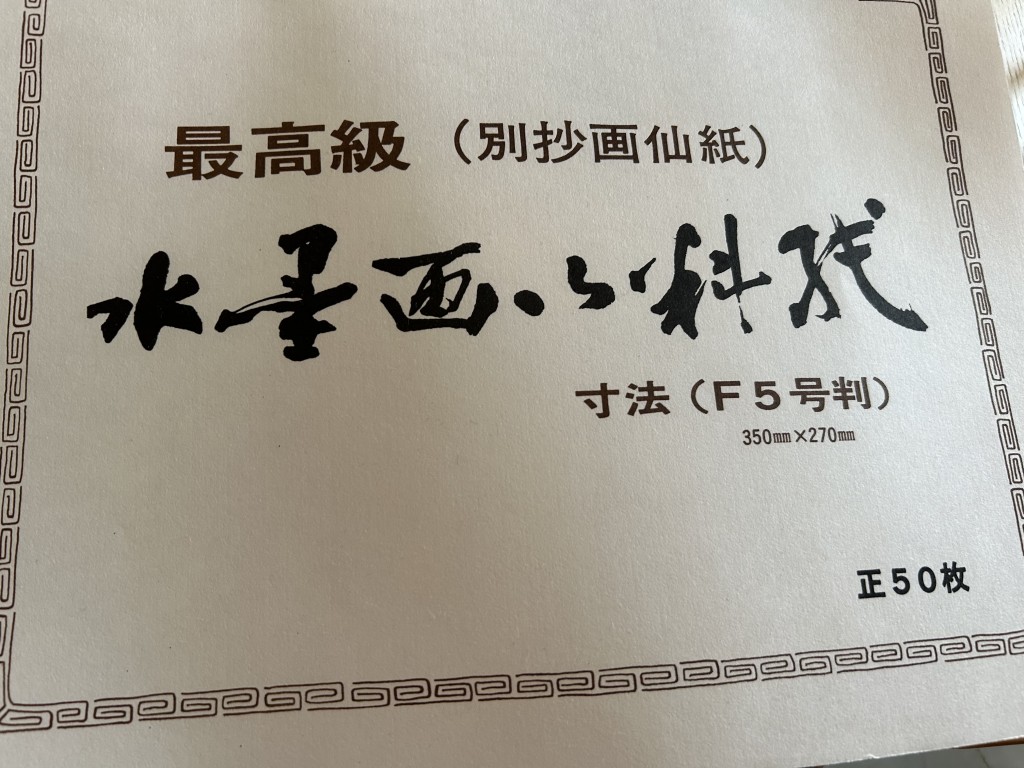 最高級（別抄画仙紙）
水墨画 料紙
寸法（F5号判）
350㎜×270㎜
正50枚